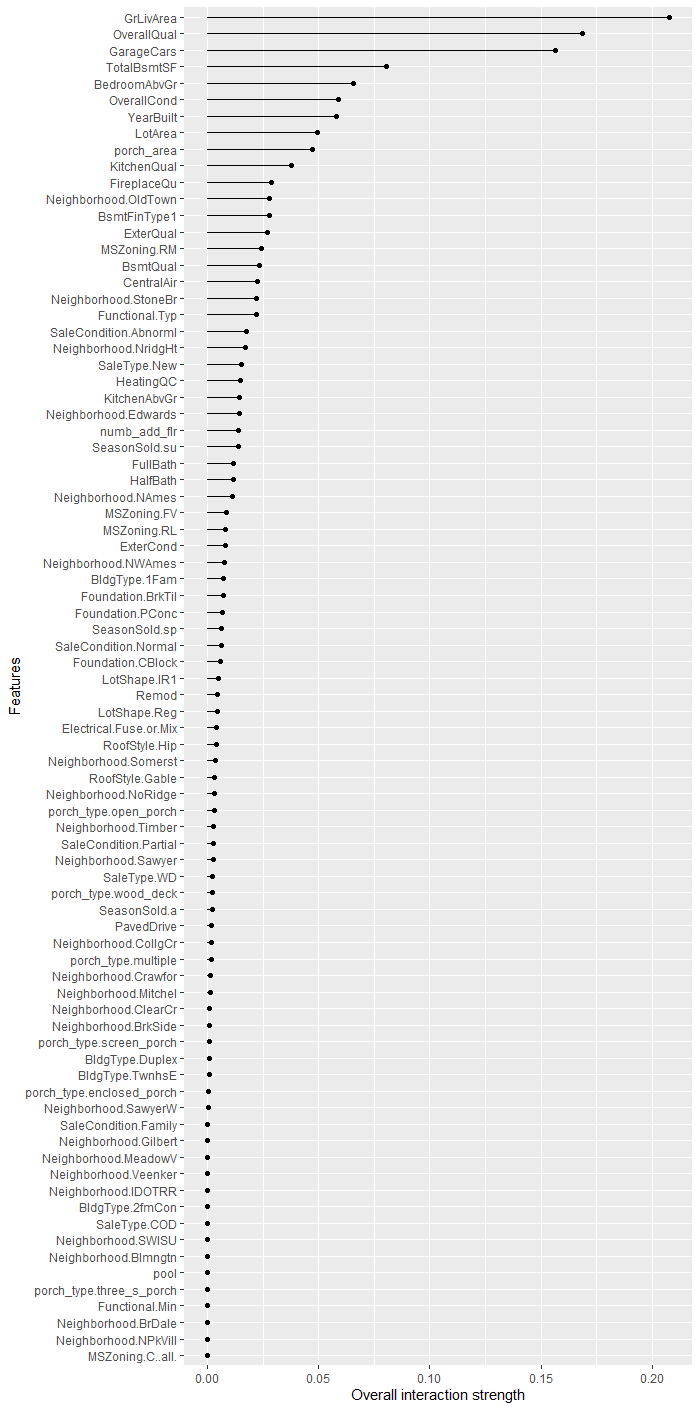 GrLivArea
OverallQual
GarageCars
TotalBsmtSF
BedroomAbvGr
OverallCond
YearBuilt
LotArea
porch_area
KitchenQual
FireplaceQu
Neighborhood.OldTown
BsmtFinType1
ExterQual
MSZoning.RM
BsmtQual
CentralAir
Neighborhood.StoneBr
Functional.Typ
SaleCondition.Abnorml
Neighborhood.NridgHt
SaleType.New
HeatingQC
KitchenAbvGr
Neighborhood.Edwards
numb_add_flr
SeasonSold.su
FullBath
HalfBath
Neighborhood.NAmes
MSZoning.FV
MSZoning.RL
ExterCond
Neighborhood.NWAmes
BldgType.1Fam
Foundation.BrkTil
Foundation.PConc
SeasonSold.sp
SaleCondition.Normal
Foundation.CBlock
LotShape.IR1
Remod
LotShape.Reg
Electrical.Fuse.or.Mix
RoofStyle.Hip
Neighborhood.Somerst
RoofStyle.Gable
Neighborhood.NoRidge
porch_type.open_porch
Neighborhood.Timber
SaleCondition.Partial
Neighborhood.Sawyer
SaleType.WD
porch_type.wood_deck
SeasonSold.a
PavedDrive
Neighborhood.CollgCr
porch_type.multiple
Neighborhood.Crawfor
Neighborhood.Mitchel
Neighborhood.ClearCr
Neighborhood.BrkSide
porch_type.screen_porch
BldgType.Duplex
BldgType.TwnhsE
porch_type.enclosed_porch
Neighborhood.SawyerW
SaleCondition.Family
Neighborhood.Gilbert
Neighborhood.MeadowV
Neighborhood.Veenker
Neighborhood.IDOTRR
BldgType.2fmCon
SaleType.COD
Neighborhood.SWISU
Neighborhood.Blmngtn
pool
porch_type.three_s_porch
Functional.Min
Neighborhood.BrDale
Neighborhood.NPkVill
MSZoning.C..all.
Features
0.00 0.05 0.10 0.15 0.20
Overall interaction strength